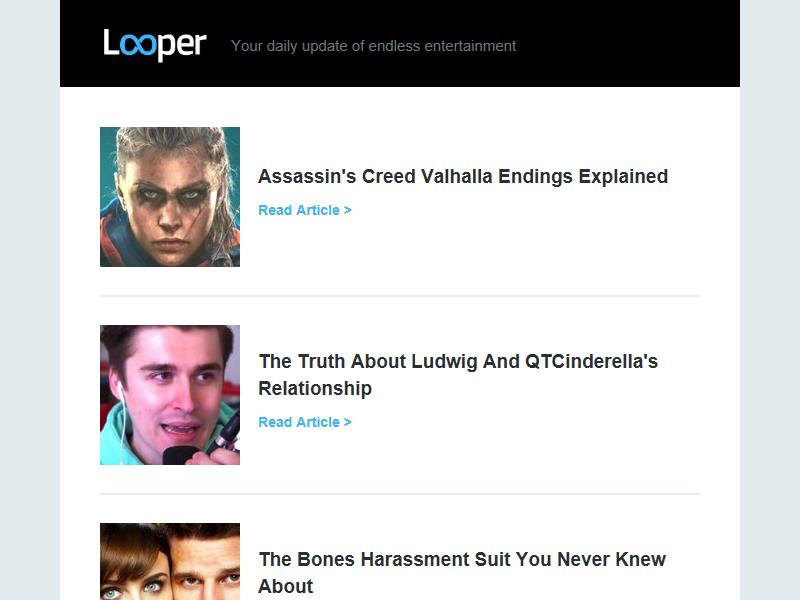 Looper
Your daily update of endless entertainment
Assassin's Creed Valhalla Endings Explained
Read Article >
The Truth About Ludwig And QTCinderella's
Relationship
Read Article >
The Bones Harassment Suit You Never Knew
About